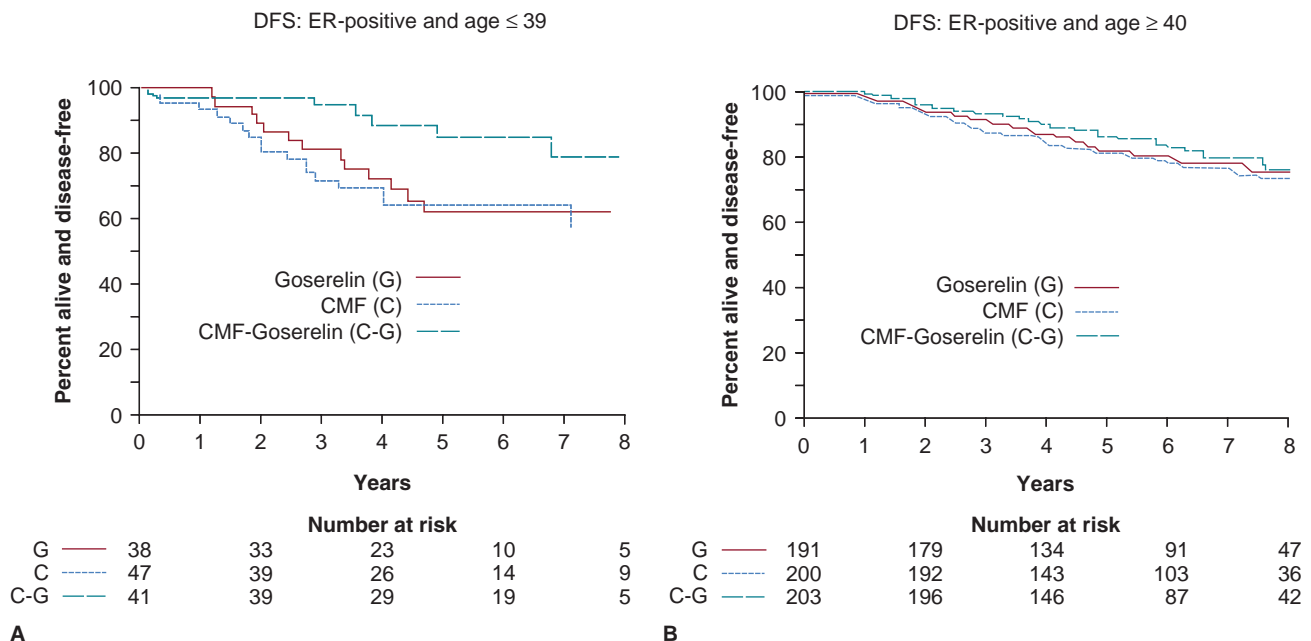 DFS: ER-positive and age ≤ 39
Percent alive and disease-free
100
80
60
40
20
0
Goserelin (G)
CMF (C)
CMF-Goserelin (C-G)
0 1 2 3 4 5 6 7 8
Years
Number at risk
G 38 33 23 10 5
C 47 39 26 14 9
C-G 41 39 29 19 5
A
DFS: ER-positive and age ≥ 40
Percent alive and disease-free
100
80
60
40
20
0
Goserelin (G)
CMF (C)
CMF-Goserelin (C-G)
0 1 2 3 4 5 6 7 8
Years
Number at risk
G 191 179 134 91 47
C 200 192 143 103 36
C-G 203 196 146 87 42
B